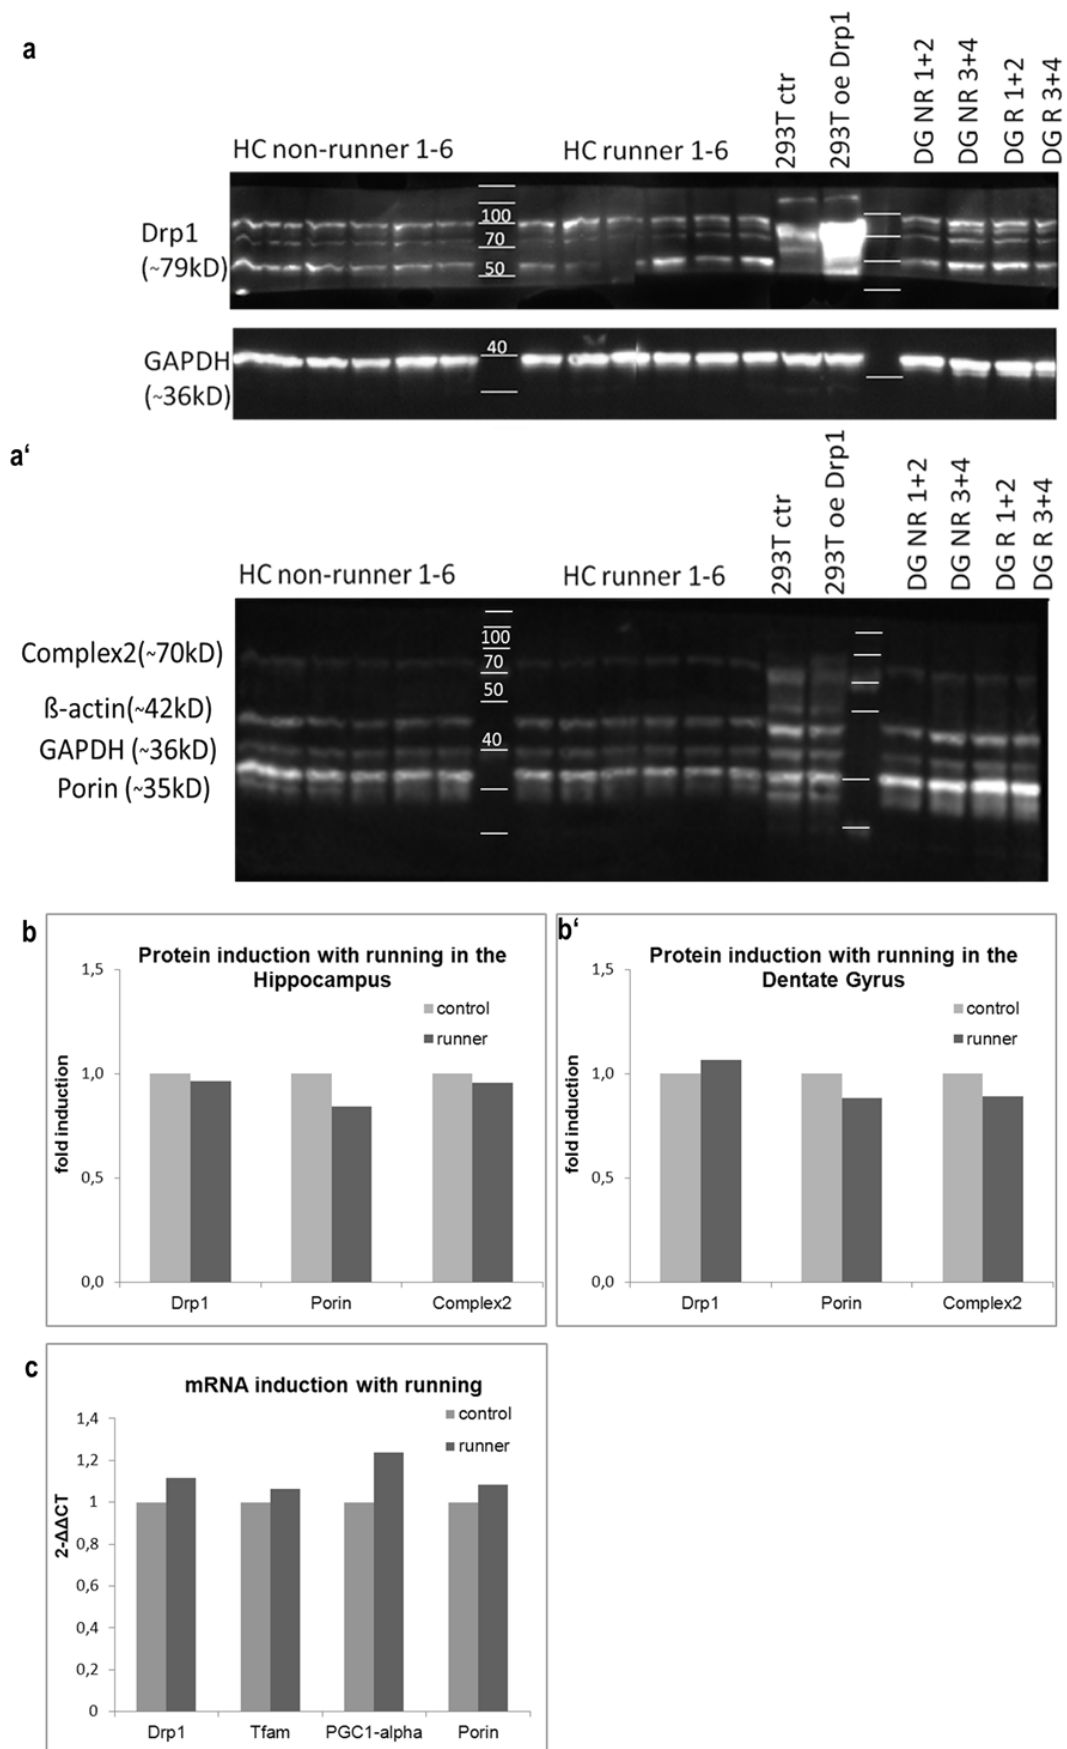 a
HC non-runner 1-6
HC runner 1-6
293T ctr
293T oe Drp1
DG NR 1+2
DG NR 3+4
DG R 1+2
DG R 3+4
Drp1
(~79kD)
100
70
50
GAPDH
(~36kD)
40
a‘
HC non-runner 1-6
HC runner 1-6
293T ctr
293T oe Drp1
DG NR 1+2
DG NR 3+4
DG R 1+2
DG R 3+4
Complex2(~70kD)
ß-actin(~42kD)
GAPDH (~36kD)
Porin (~35kD)
100
70
50
40
b
Protein induction with running in the
Hippocampus
control
runner
fold induction
1,5
1,0
0,5
0,0
Drp1 Porin Complex2
b‘
Protein induction with running in the
Dentate Gyrus
control
runner
fold induction
1,5
1,0
0,5
0,0
Drp1 Porin Complex2
c
mRNA induction with running
control
runner
2-ΔΔCT
1,4
1,2
1
0,8
0,6
0,4
0,2
0
Drp1 Tfam PGC1-alpha Porin